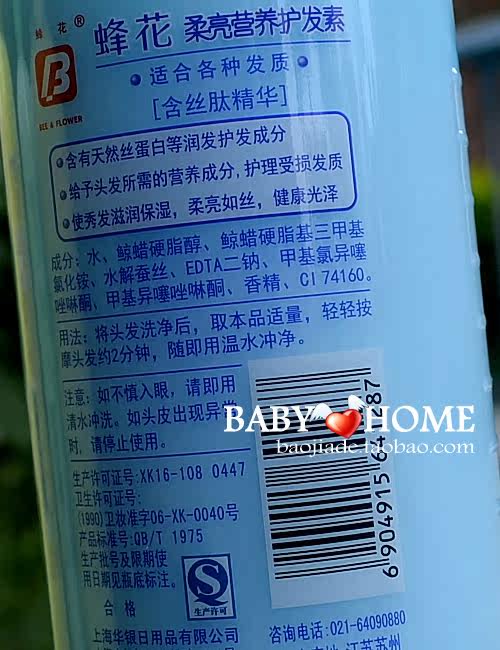 蜂花®
BEE & FLOWER
蜂花 柔亮营养护发素
•适合各种发质•
[含丝肽精华]
•含有天然丝蛋白等润发护发成分
•给予头发所需的营养成分,护理受损发质
•使秀发滋润保湿,柔亮如丝,健康光泽
成分:水、鲸蜡硬脂醇、鲸蜡硬脂基三甲基
氯化铵、水解蚕丝、EDTA二钠、甲基氯异噻
唑啉酮、甲基异噻唑啉酮、香精、CI 74160。
用法:将头发洗净后,取本品适量,轻轻按
摩头发约2分钟,随即用温水冲净。
注意:如不慎入眼,请即用
清水冲洗。如头皮出现异常
时,请停止使用。
BABY HOME
baojiade.taobao.com
生产许可证号:XK16-108 0447
卫生许可证号:
(1990)卫妆准字06-XK-0040号
产品标准号:QB/T 1975
生产批号及限期使
用日期见瓶底标注。
合格
生产许可
6 904915 64 87
上海华银日用品有限公司
咨询电话:021-64090880
江苏苏州